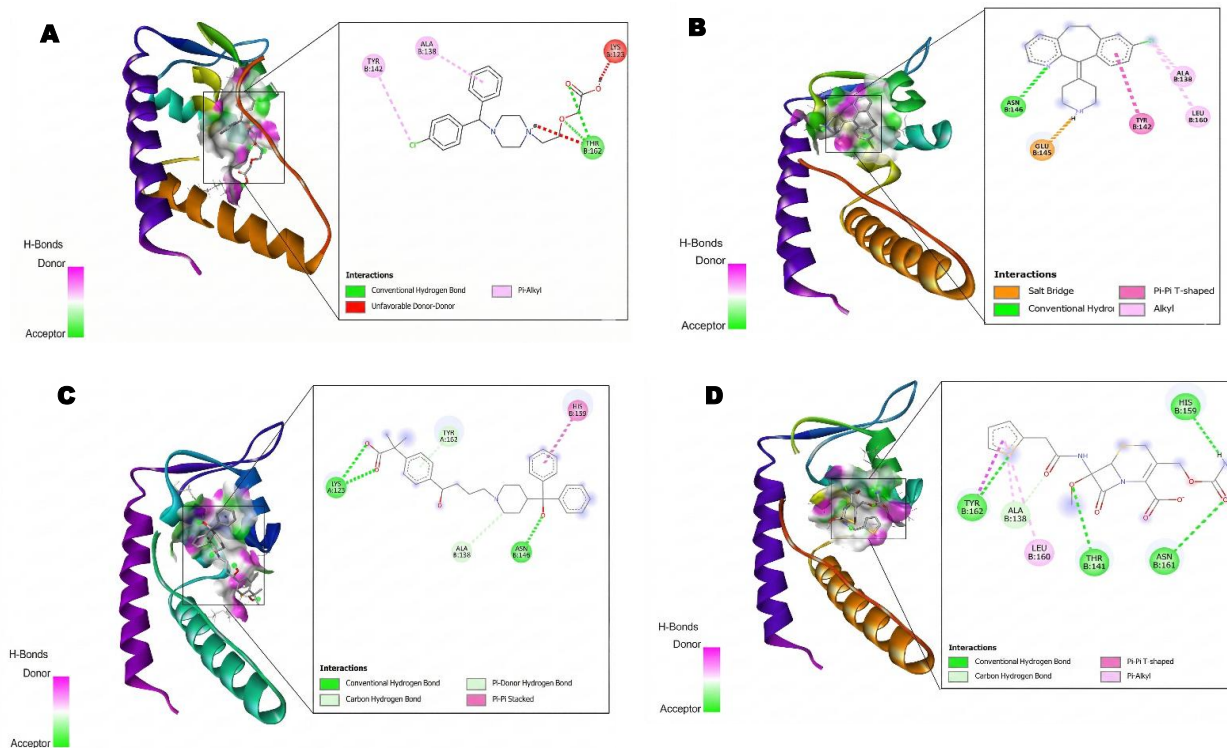 A
H-Bonds
Donor
Acceptor
TYR
B:142
ALA
B:138
LYS
B:123
THR
B:162
Cl
N
N
O
O
O
Interactions
Conventional Hydrogen Bond
Pi-Alkyl
Unfavorable Donor-Donor
B
H-Bonds
Donor
Acceptor
ASN
B:146
GLU
B:145
TYR
B:142
ALA
B:138
LEU
B:160
N
H
Interactions
Salt Bridge
Pi-Pi T-shaped
Conventional Hydro
Alkyl
C
H-Bonds
Donor
Acceptor
LYS
A:123
TYR
A:162
HIS
B:159
ALA
B:138
ASN
B:146
O
O
O
N
O
Interactions
Conventional Hydrogen Bond
Pi-Donor Hydrogen Bond
Carbon Hydrogen Bond
Pi-Pi Stacked
D
H-Bonds
Donor
Acceptor
HIS
B:159
TYR
B:162
ALA
B:138
LEU
B:160
THR
B:141
ASN
B:161
NH
H
O
O
O
N
O
O
O
O
Interactions
Conventional Hydrogen Bond
Pi-Pi T-shaped
Carbon Hydrogen Bond
Pi-Alkyl